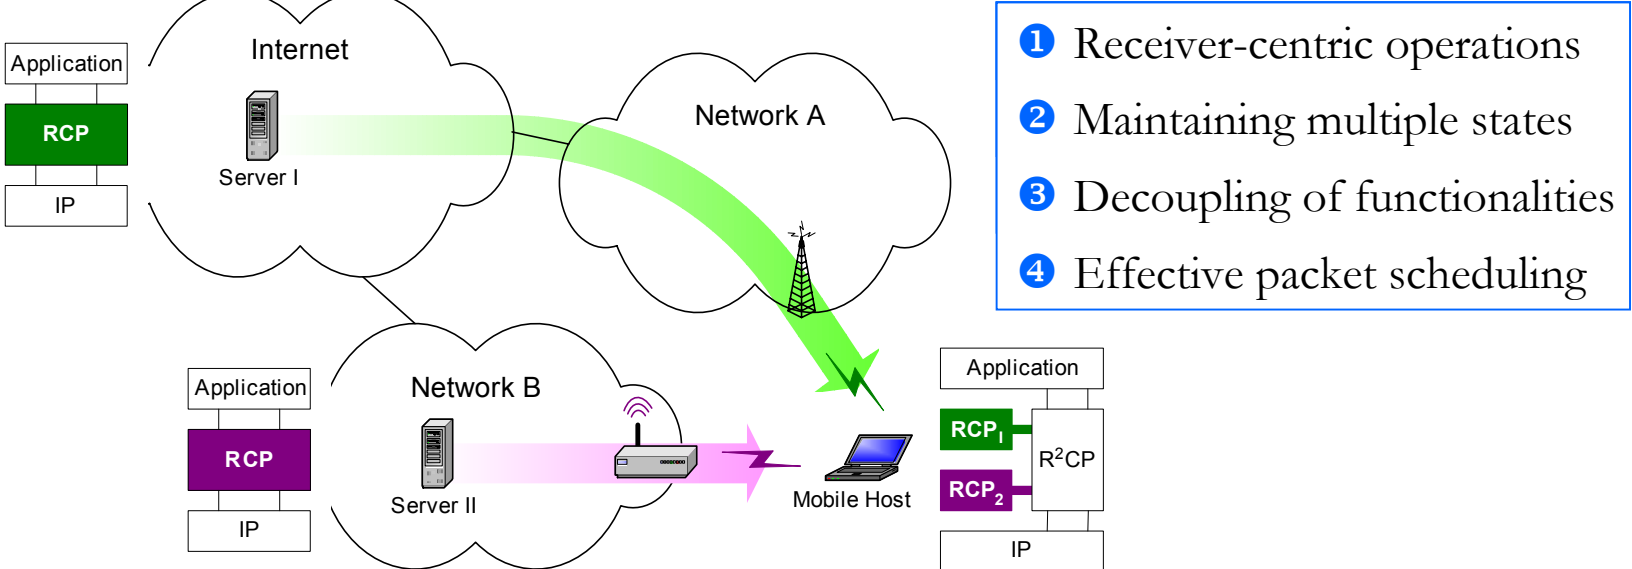 Application
RCP
IP
Internet
Server I
Network A
❶ Receiver-centric operations
❷ Maintaining multiple states
❸ Decoupling of functionalities
❹ Effective packet scheduling
Application
RCP
IP
Network B
Server II
Mobile Host
Application
RCP₁
R²CP
RCP₂
IP